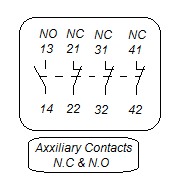 NO NC NC NC
13 21 31 41
14 22 32 42
Axxiliary Contacts
N.C & N.O